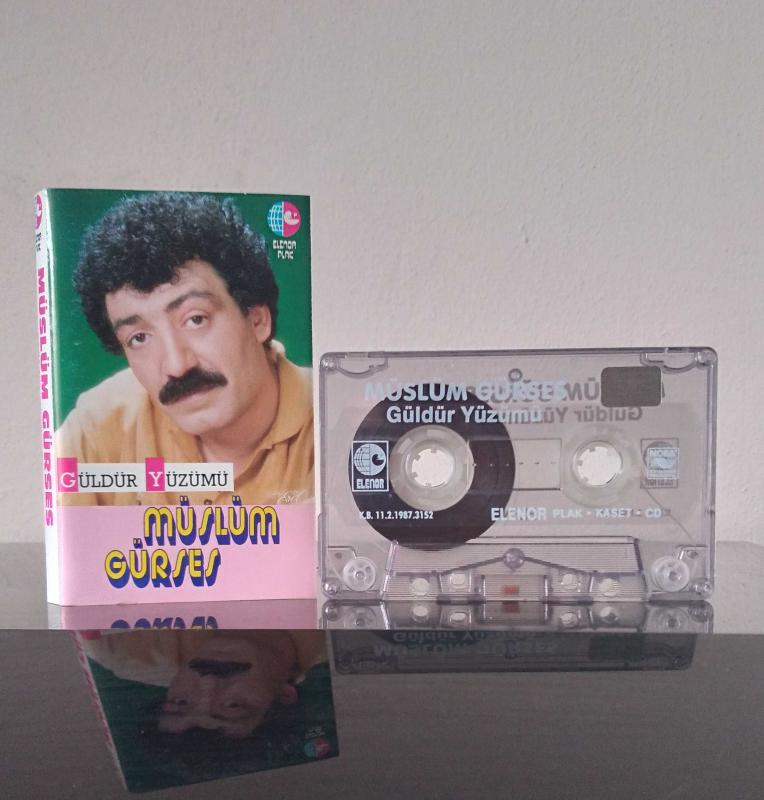 ELENOR
PLAK
MÜSLÜM GÜRSES
GÜLDÜR YÜZÜMÜ
MÜSLÜM
GÜRSES
MÜSLÜM GÜRSES
Güldür Yüzümü
ELENOR
K.B. 11.2.1987.3152
ELENOR PLAK • KASET • CD